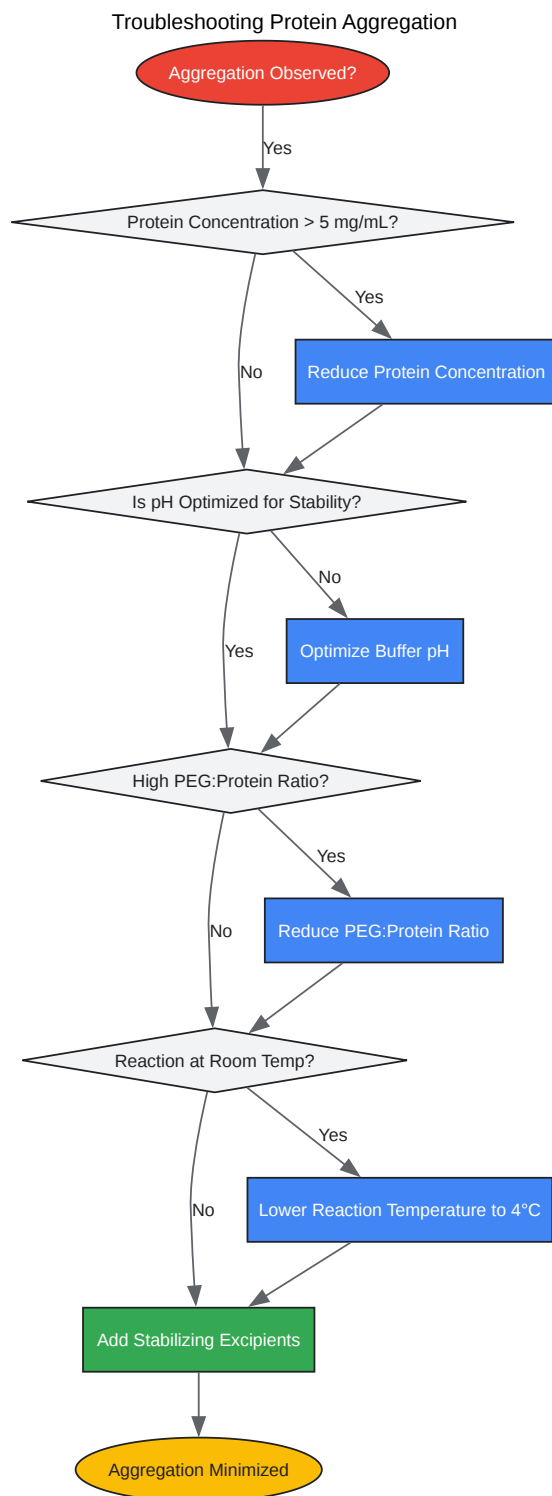 Troubleshooting Protein Aggregation
Aggregation Observed?
Yes
Protein Concentration > 5 mg/mL?
Yes
Reduce Protein Concentration
No
Is pH Optimized for Stability?
No
Optimize Buffer pH
Yes
High PEG:Protein Ratio?
Yes
Reduce PEG:Protein Ratio
No
Reaction at Room Temp?
Yes
Lower Reaction Temperature to 4°C
No
Add Stabilizing Excipients
Aggregation Minimized